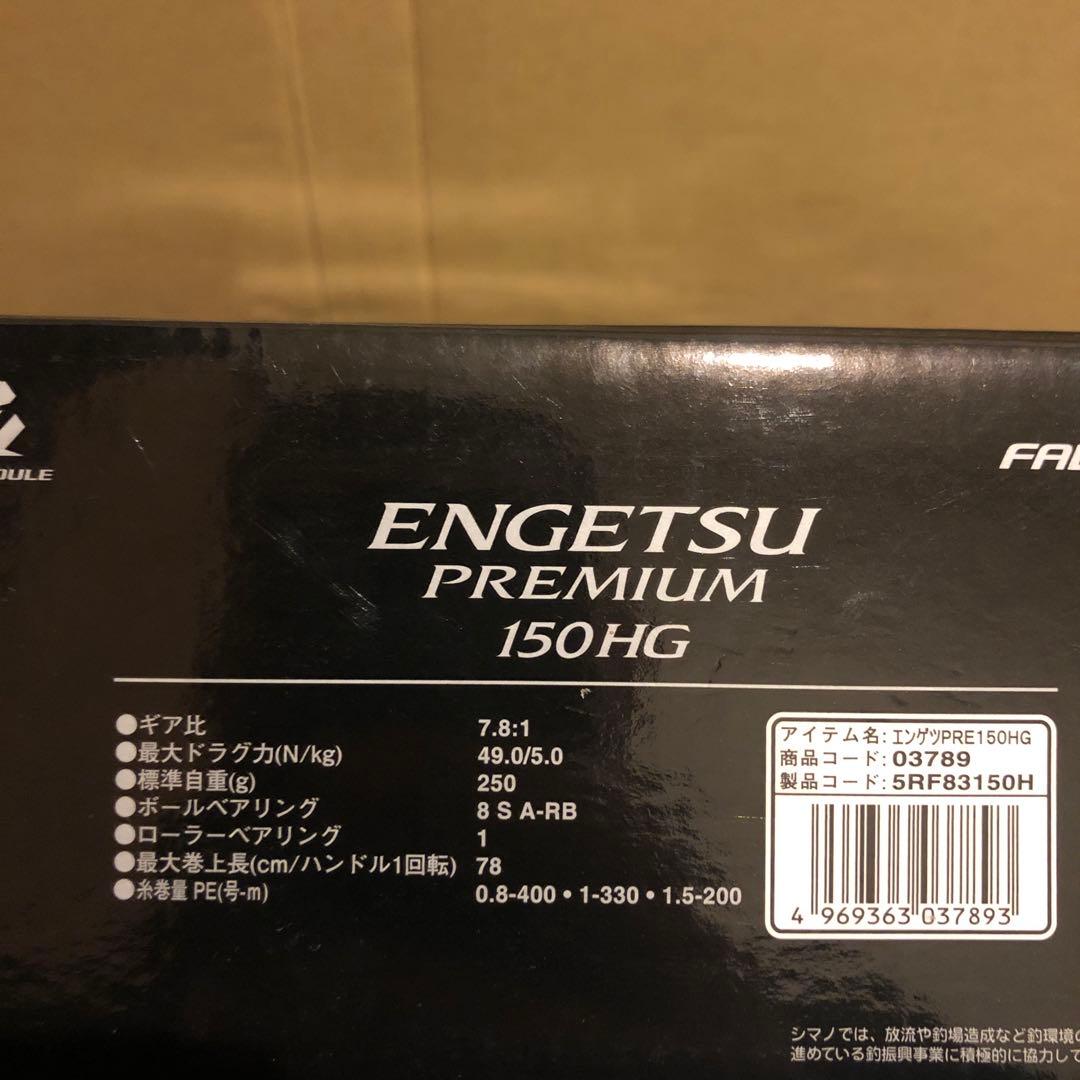 ENGETSU
PREMIUM
150HG
●ギア比 7.8:1
●最大ドラグ力(N/kg) 49.0/5.0
●標準自重(g) 250
●ボールベアリング 8 S A-RB
●ローラーベアリング 1
●最大巻上長(cm/ハンドル1回転) 78
●糸巻量 PE(号-m) 0.8-400・1-330・1.5-200
アイテム名: エンゲツPRE150HG
商品コード: 03789
製品コード: 5RF83150H
4 969363 037893
シマノでは、放流や釣場造成など釣環境の
進めている釣振興事業に積極的に協力して